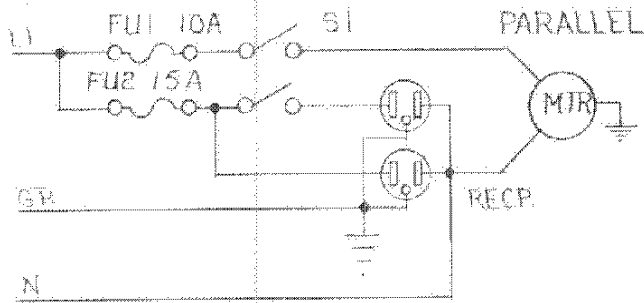 FU1 10A S1 PARALLEL
L1
FU2 15A
MTR
RECP.
GR
N